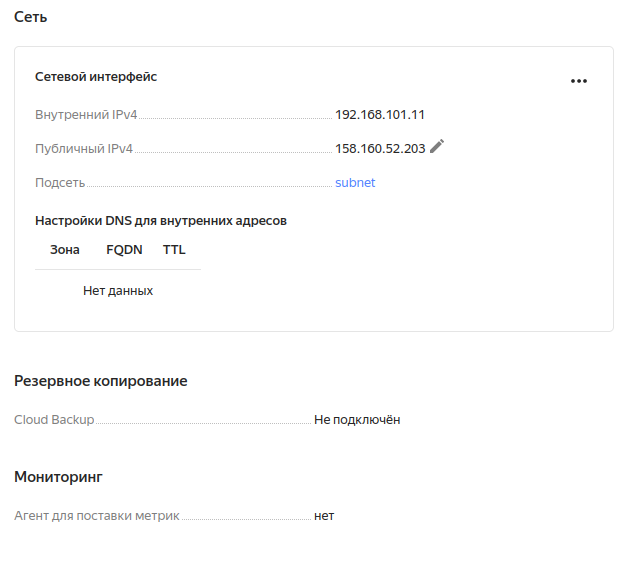 Сеть
Сетевой интерфейс
Внутренний IPv4 192.168.101.11
Публичный IPv4 158.160.52.203
Подсеть subnet
Настройки DNS для внутренних адресов
Зона FQDN TTL
Нет данных
Резервное копирование
Cloud Backup Не подключён
Мониторинг
Агент для поставки метрик нет